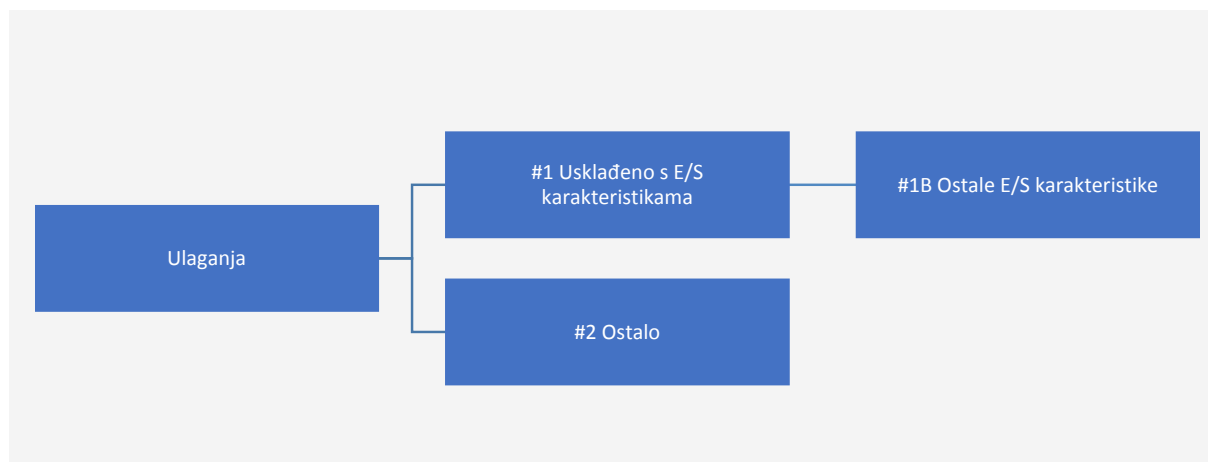 #1 Usklađeno s E/S
karakteristikama
#1B Ostale E/S karakteristike
Ulaganja
#2 Ostalo